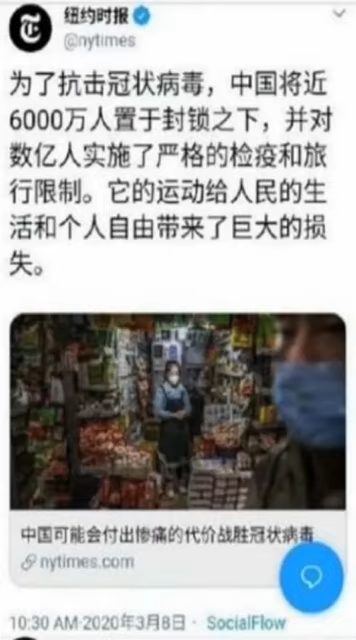 纽约时报
@nytimes
为了抗击冠状病毒，中国将近
6000万人置于封锁之下，并对
数亿人实施了严格的检疫和旅
行限制。它的运动给人民的生
活和个人自由带来了巨大的损
失。
中国可能会付出惨痛的代价战胜冠状病毒
nytimes.com
10:30 AM·2020年3月8日· SocialFlow